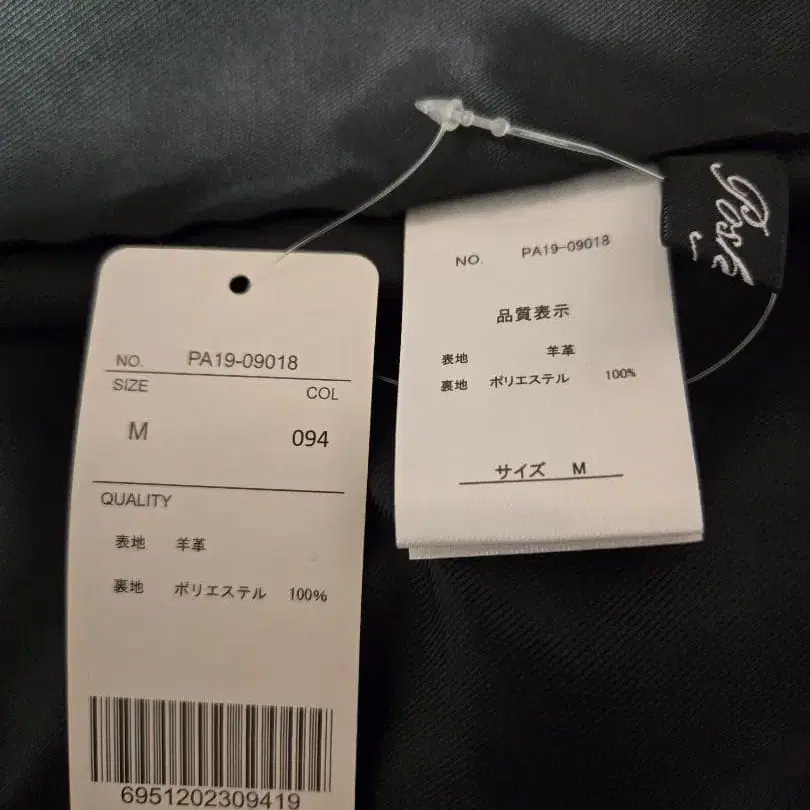 NO. PA19-09018
SIZE COL
M 094
QUALITY
表地 羊革
裏地 ポリエステル 100%
6951202309419
NO. PA19-09018
品質表示
表地 羊革
裏地 ポリエステル 100%
サイズ M